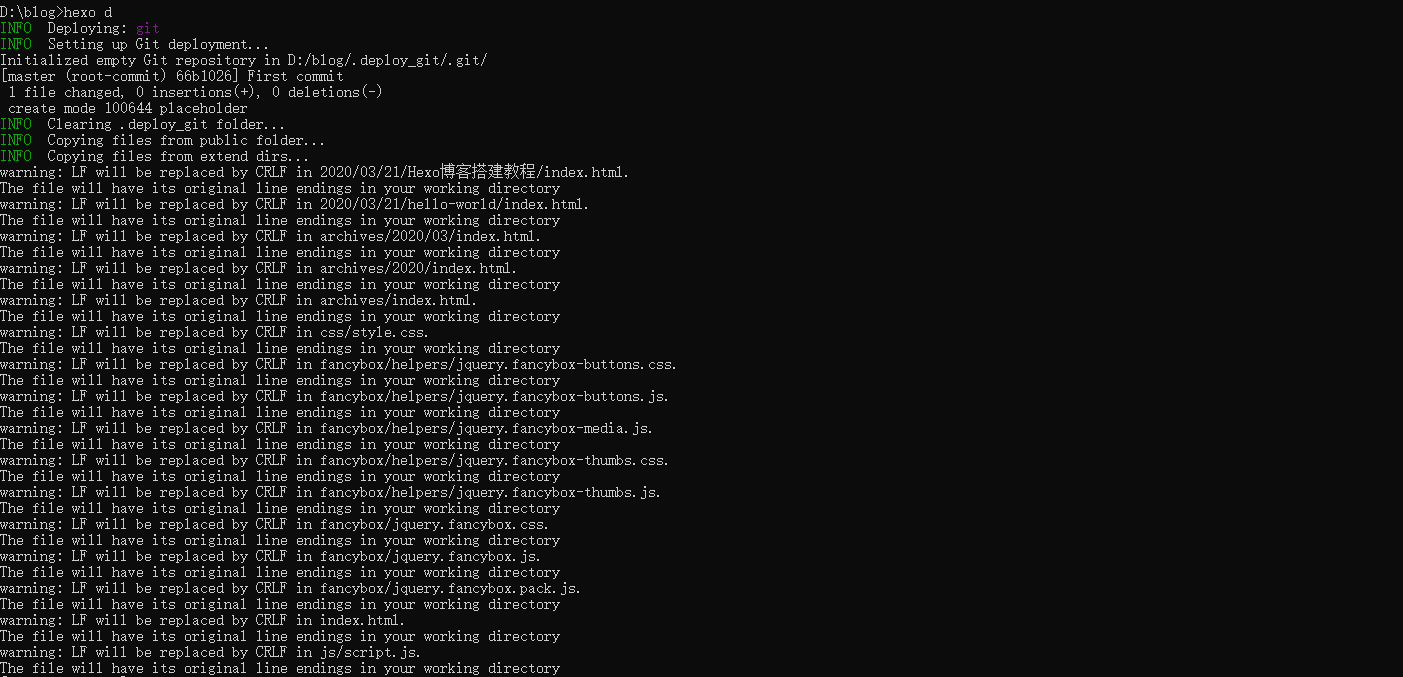 D:\blog>hexo d
INFO  Deploying: git
INFO  Setting up Git deployment...
Initialized empty Git repository in D:/blog/.deploy_git/.git/
[master (root-commit) 66b1026] First commit
 1 file changed, 0 insertions(+), 0 deletions(-)
 create mode 100644 placeholder
INFO  Clearing .deploy_git folder...
INFO  Copying files from public folder...
INFO  Copying files from extend dirs...
warning: LF will be replaced by CRLF in 2020/03/21/Hexo博客搭建教程/index.html.
The file will have its original line endings in your working directory
warning: LF will be replaced by CRLF in 2020/03/21/hello-world/index.html.
The file will have its original line endings in your working directory
warning: LF will be replaced by CRLF in archives/2020/03/index.html.
The file will have its original line endings in your working directory
warning: LF will be replaced by CRLF in archives/2020/index.html.
The file will have its original line endings in your working directory
warning: LF will be replaced by CRLF in archives/index.html.
The file will have its original line endings in your working directory
warning: LF will be replaced by CRLF in css/style.css.
The file will have its original line endings in your working directory
warning: LF will be replaced by CRLF in fancybox/helpers/jquery.fancybox-buttons.css.
The file will have its original line endings in your working directory
warning: LF will be replaced by CRLF in fancybox/helpers/jquery.fancybox-buttons.js.
The file will have its original line endings in your working directory
warning: LF will be replaced by CRLF in fancybox/helpers/jquery.fancybox-media.js.
The file will have its original line endings in your working directory
warning: LF will be replaced by CRLF in fancybox/helpers/jquery.fancybox-thumbs.css.
The file will have its original line endings in your working directory
warning: LF will be replaced by CRLF in fancybox/helpers/jquery.fancybox-thumbs.js.
The file will have its original line endings in your working directory
warning: LF will be replaced by CRLF in fancybox/jquery.fancybox.css.
The file will have its original line endings in your working directory
warning: LF will be replaced by CRLF in fancybox/jquery.fancybox.js.
The file will have its original line endings in your working directory
warning: LF will be replaced by CRLF in fancybox/jquery.fancybox.pack.js.
The file will have its original line endings in your working directory
warning: LF will be replaced by CRLF in index.html.
The file will have its original line endings in your working directory
warning: LF will be replaced by CRLF in js/script.js.
The file will have its original line endings in your working directory